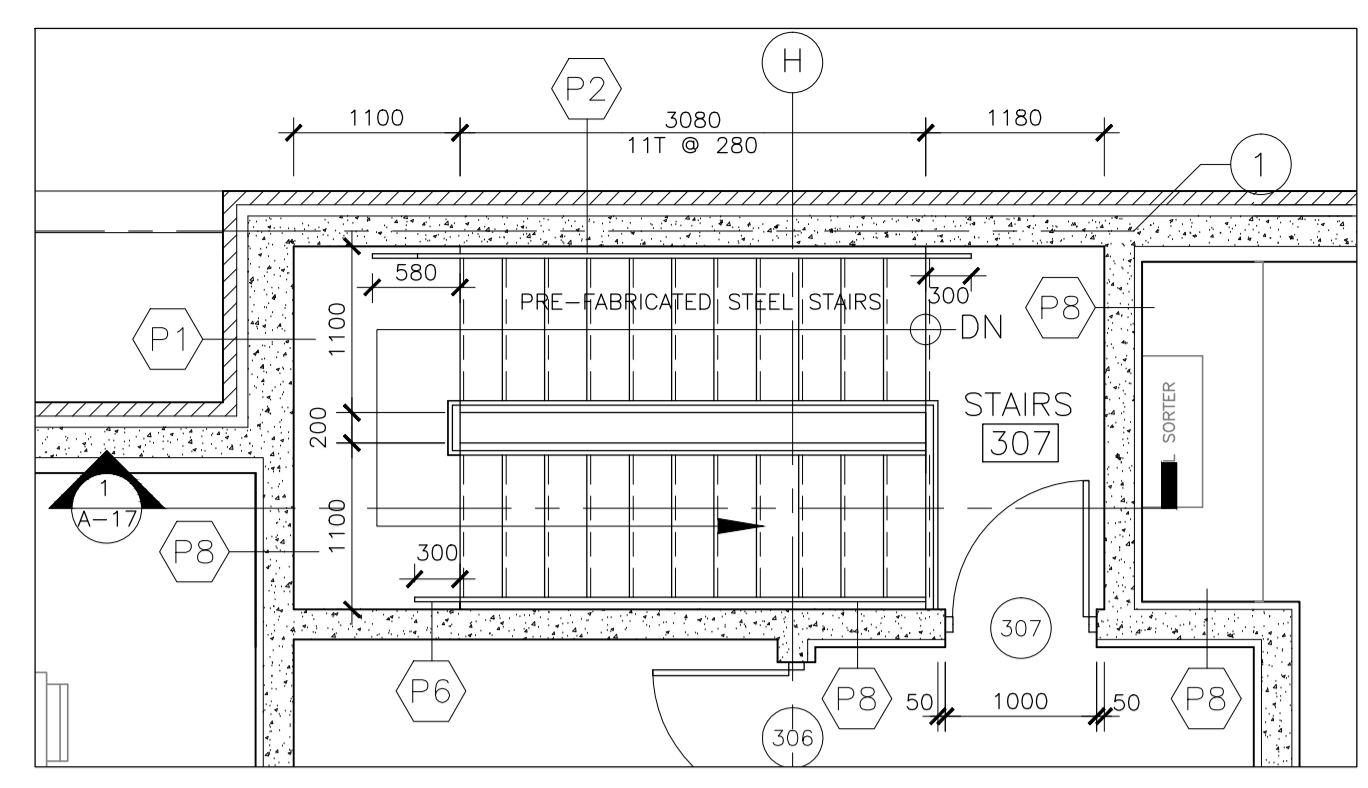 H
P2
1100
3080
1180
11T @ 280
1
580
300
PRE-FABRICATED STEEL STAIRS
P8
P1
1100
DN
STAIRS
307
L SORTER
200
1
A-17
P8
1100
300
307
P6
P8
50
1000
50
P8
306